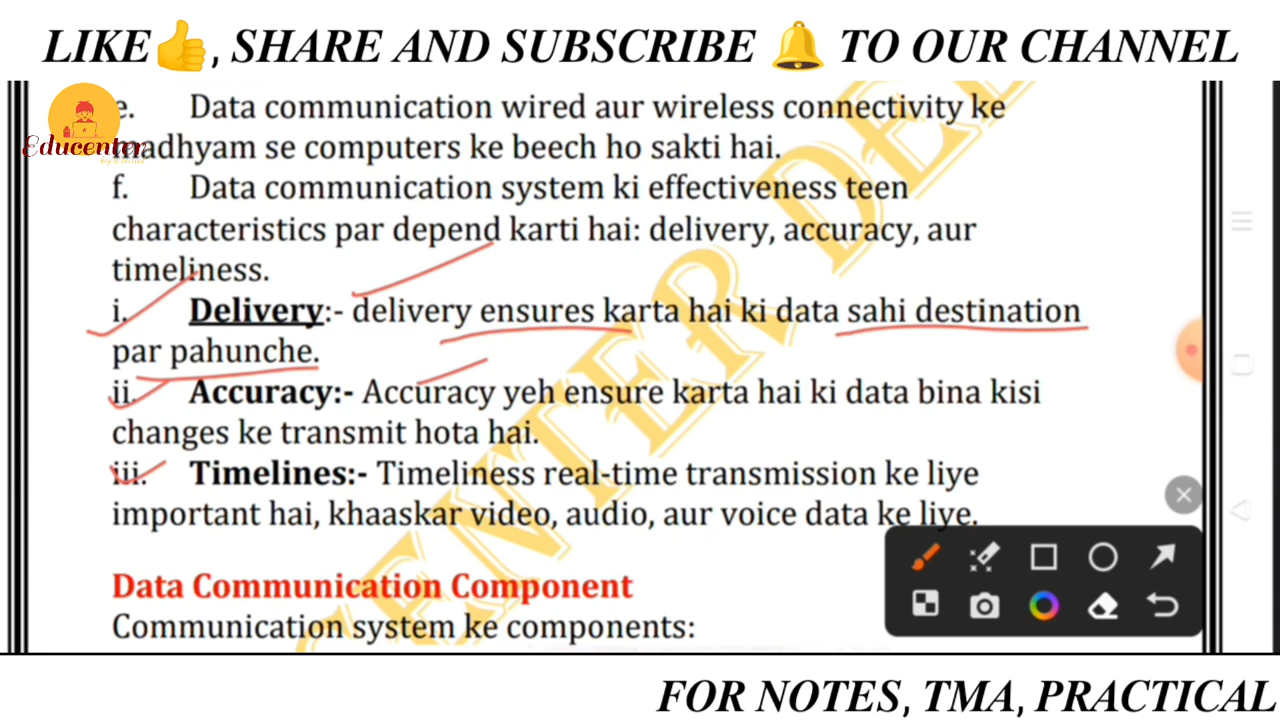 LIKE👍, SHARE AND SUBSCRIBE 🔔 TO OUR CHANNEL
e. Data communication wired aur wireless connectivity ke
Educenter
madhyam se computers ke beech ho sakti hai.
f. Data communication system ki effectiveness teen
characteristics par depend karti hai: delivery, accuracy, aur
timeliness.
i. Delivery:- delivery ensures karta hai ki data sahi destination
par pahunche.
ii. Accuracy:- Accuracy yeh ensure karta hai ki data bina kisi
changes ke transmit hota hai.
iii. Timelines:- Timeliness real-time transmission ke liye
important hai, khaaskar video, audio, aur voice data ke liye.
Data Communication Component
Communication system ke components:
FOR NOTES, TMA, PRACTICAL